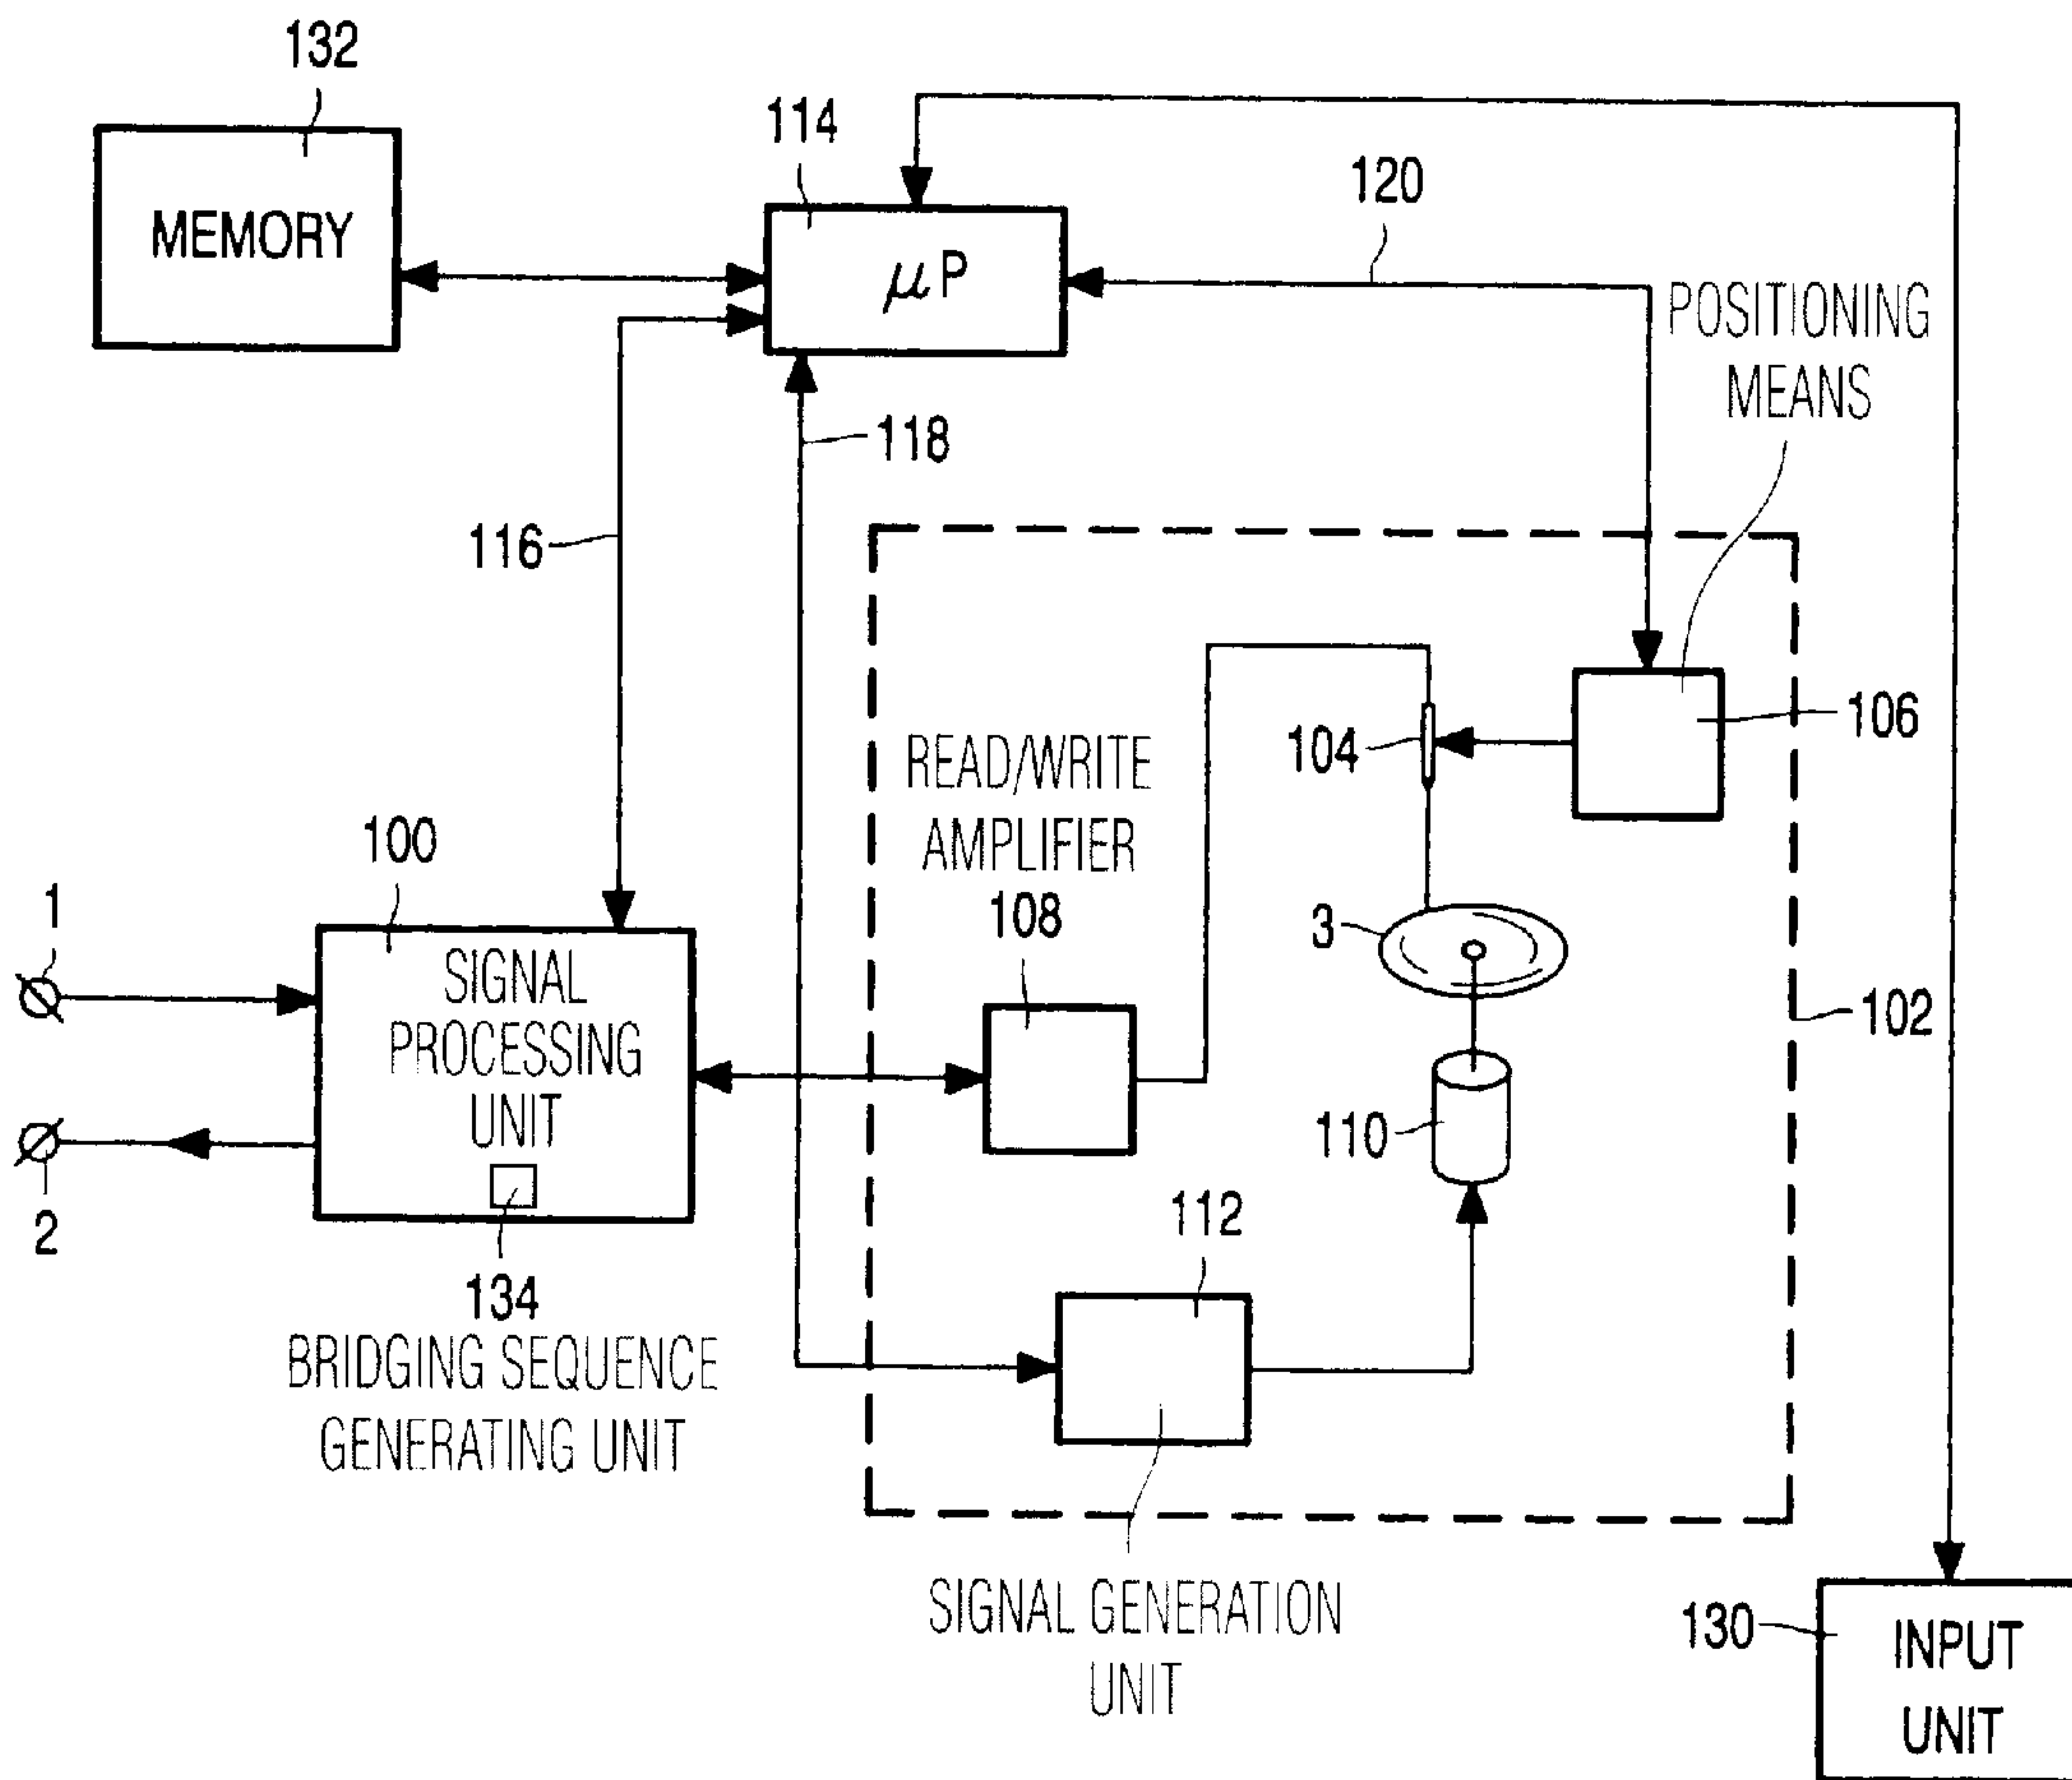 132
MEMORY
114
μP
120
POSITIONING
MEANS
118
116
106
104
READ/WRITE
AMPLIFIER
108
100
1
SIGNAL
PROCESSING
UNIT
3
102
110
2
134
BRIDGING SEQUENCE
GENERATING UNIT
112
SIGNAL GENERATION
UNIT
130
INPUT
UNIT